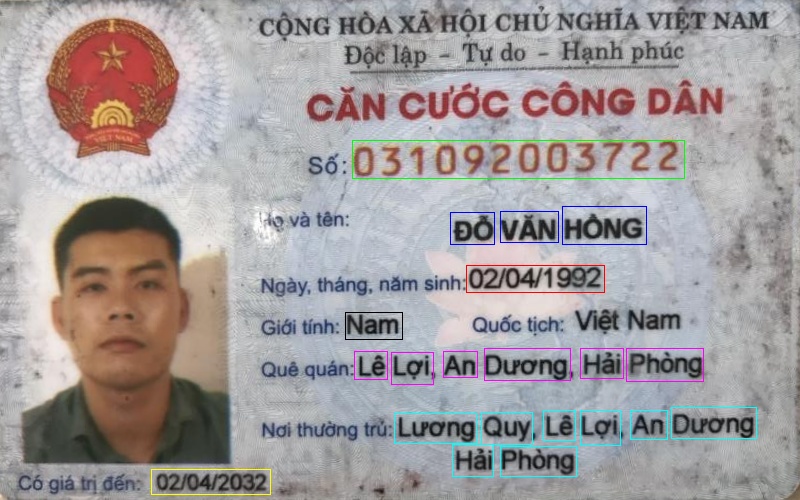 CỘNG HÒA XÃ HỘI CHỦ NGHĨA VIỆT NAM
Độc lập – Tự do – Hạnh phúc
CĂN CƯỚC CÔNG DÂN
Số: 031092003722
Họ và tên: ĐỖ VĂN HỒNG
Ngày, tháng, năm sinh: 02/04/1992
Giới tính: Nam Quốc tịch: Việt Nam
Quê quán: Lê Lợi, An Dương, Hải Phòng
Nơi thường trú: Lương Quy, Lê Lợi, An Dương
Hải Phòng
Có giá trị đến: 02/04/2032